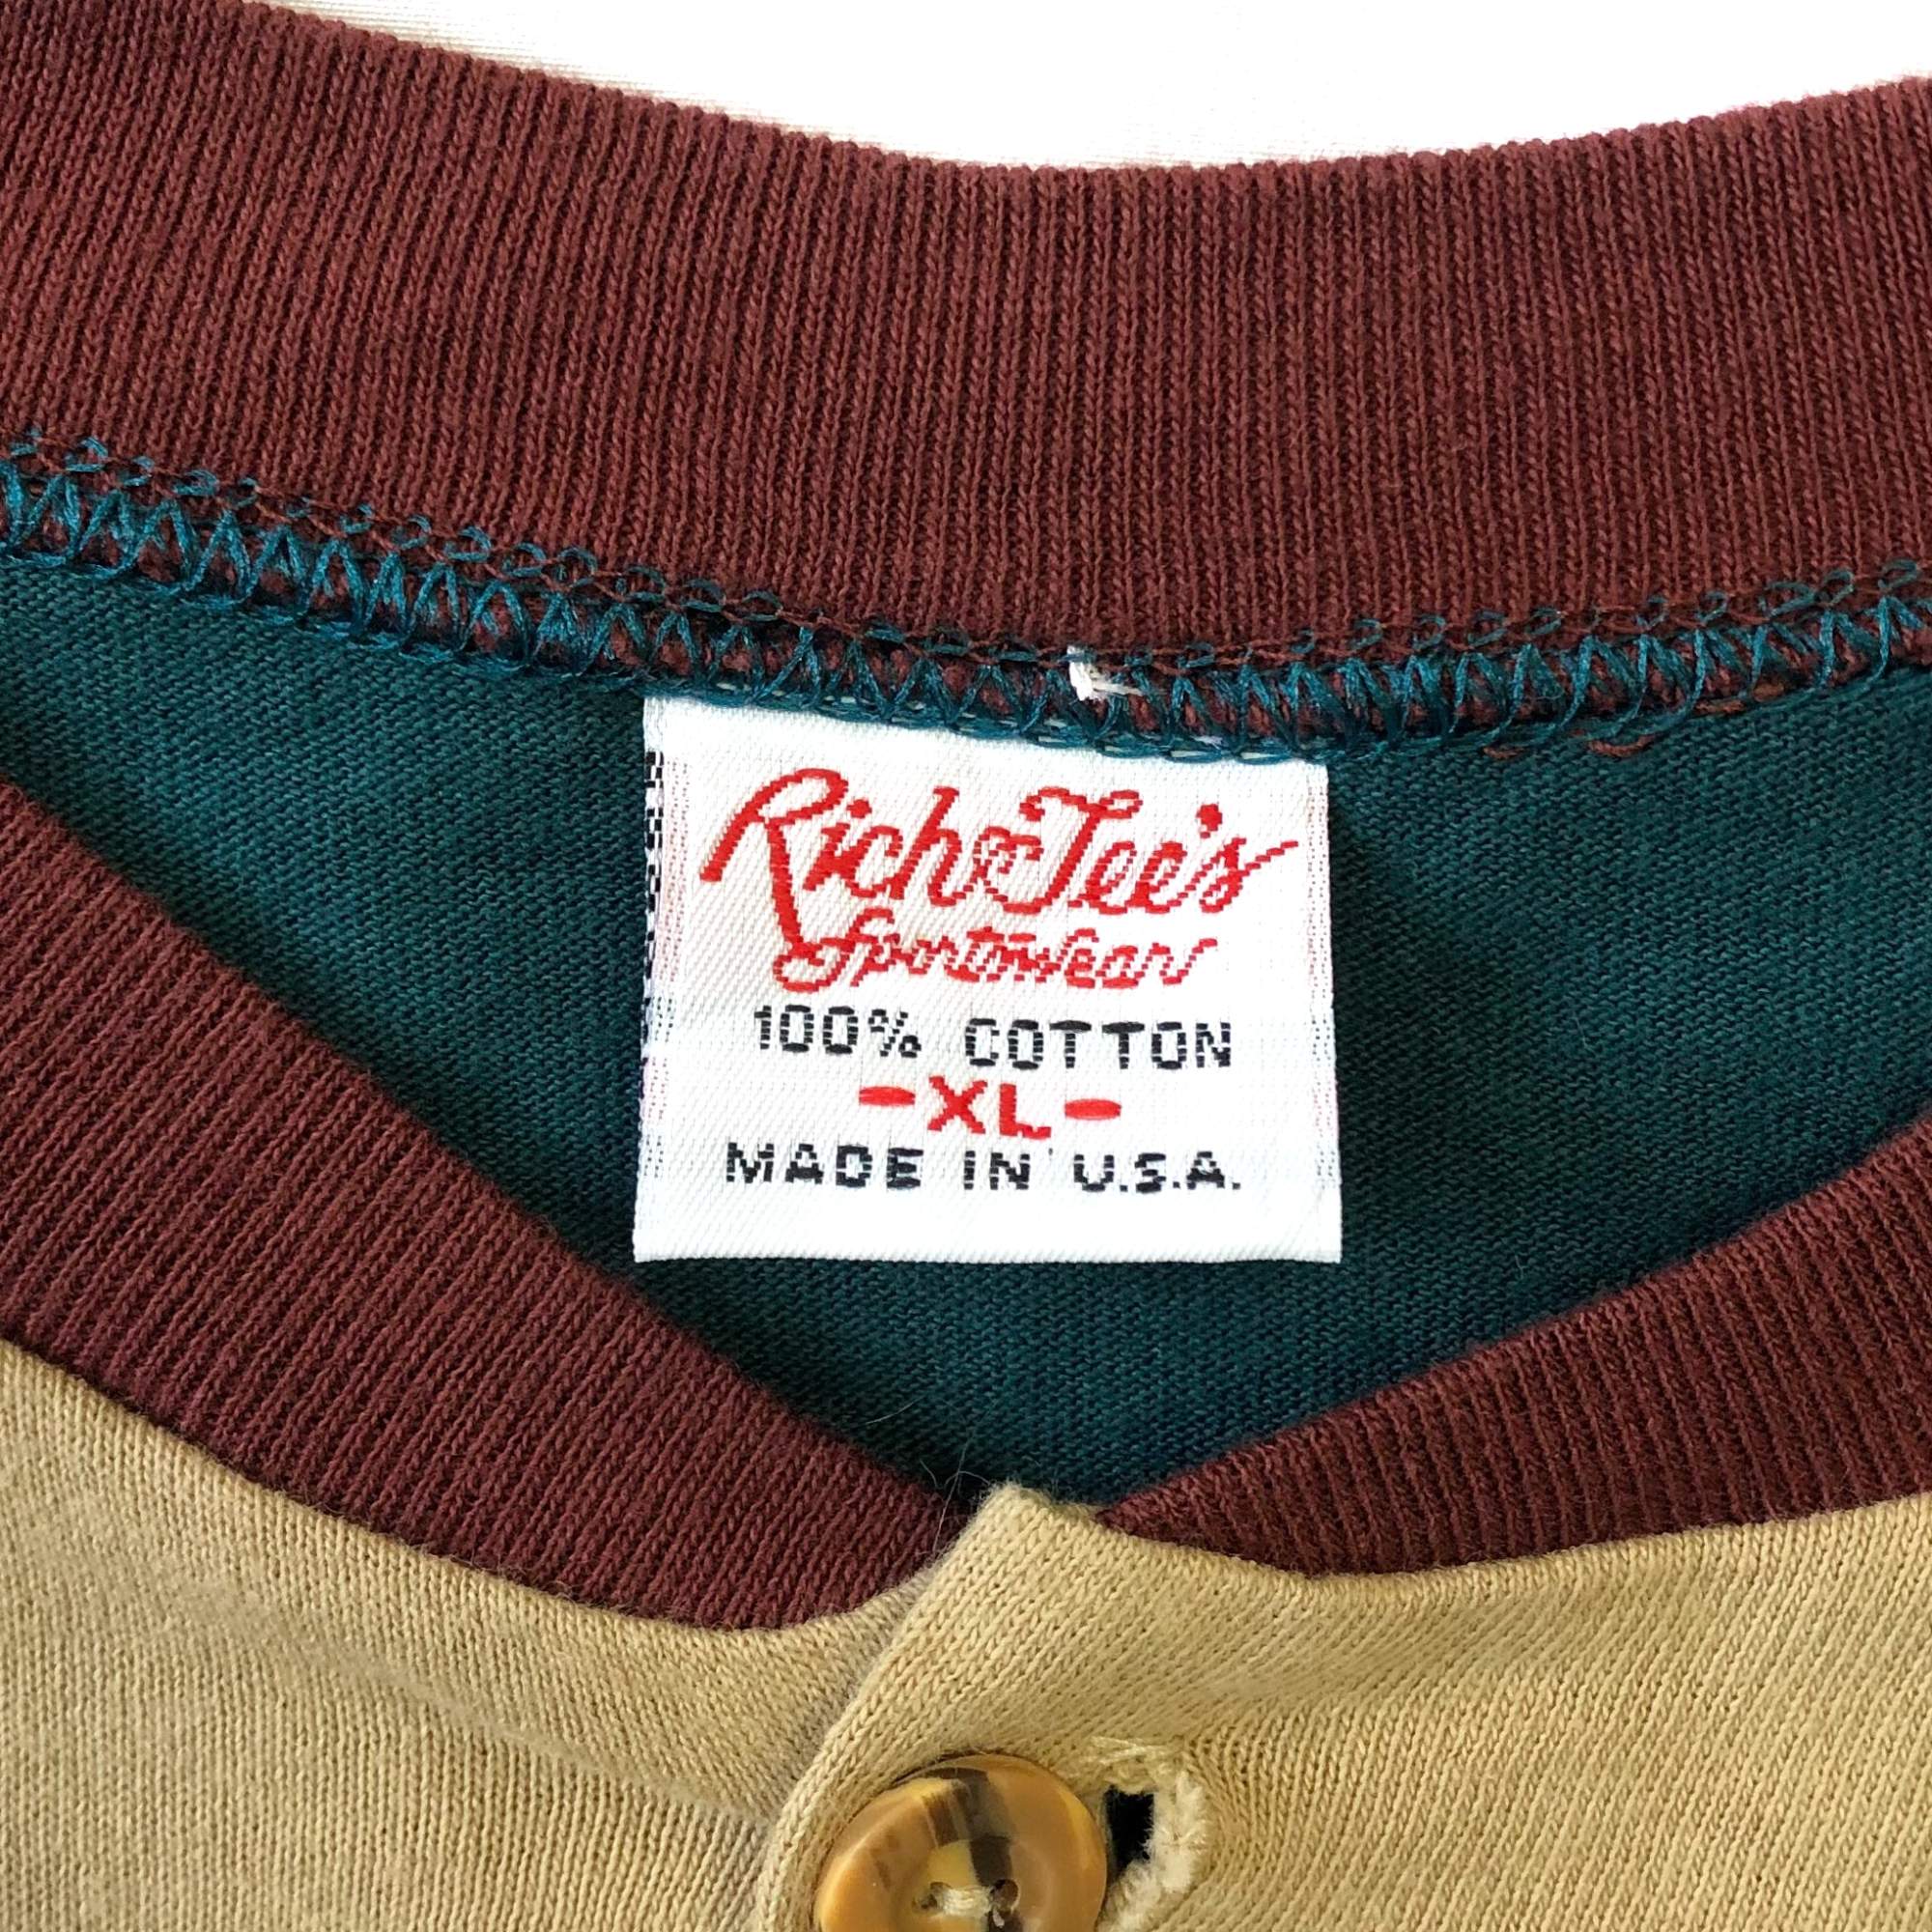 Rich Tee's
Sportswear
100% COTTON
-XL-
MADE IN U.S.A.